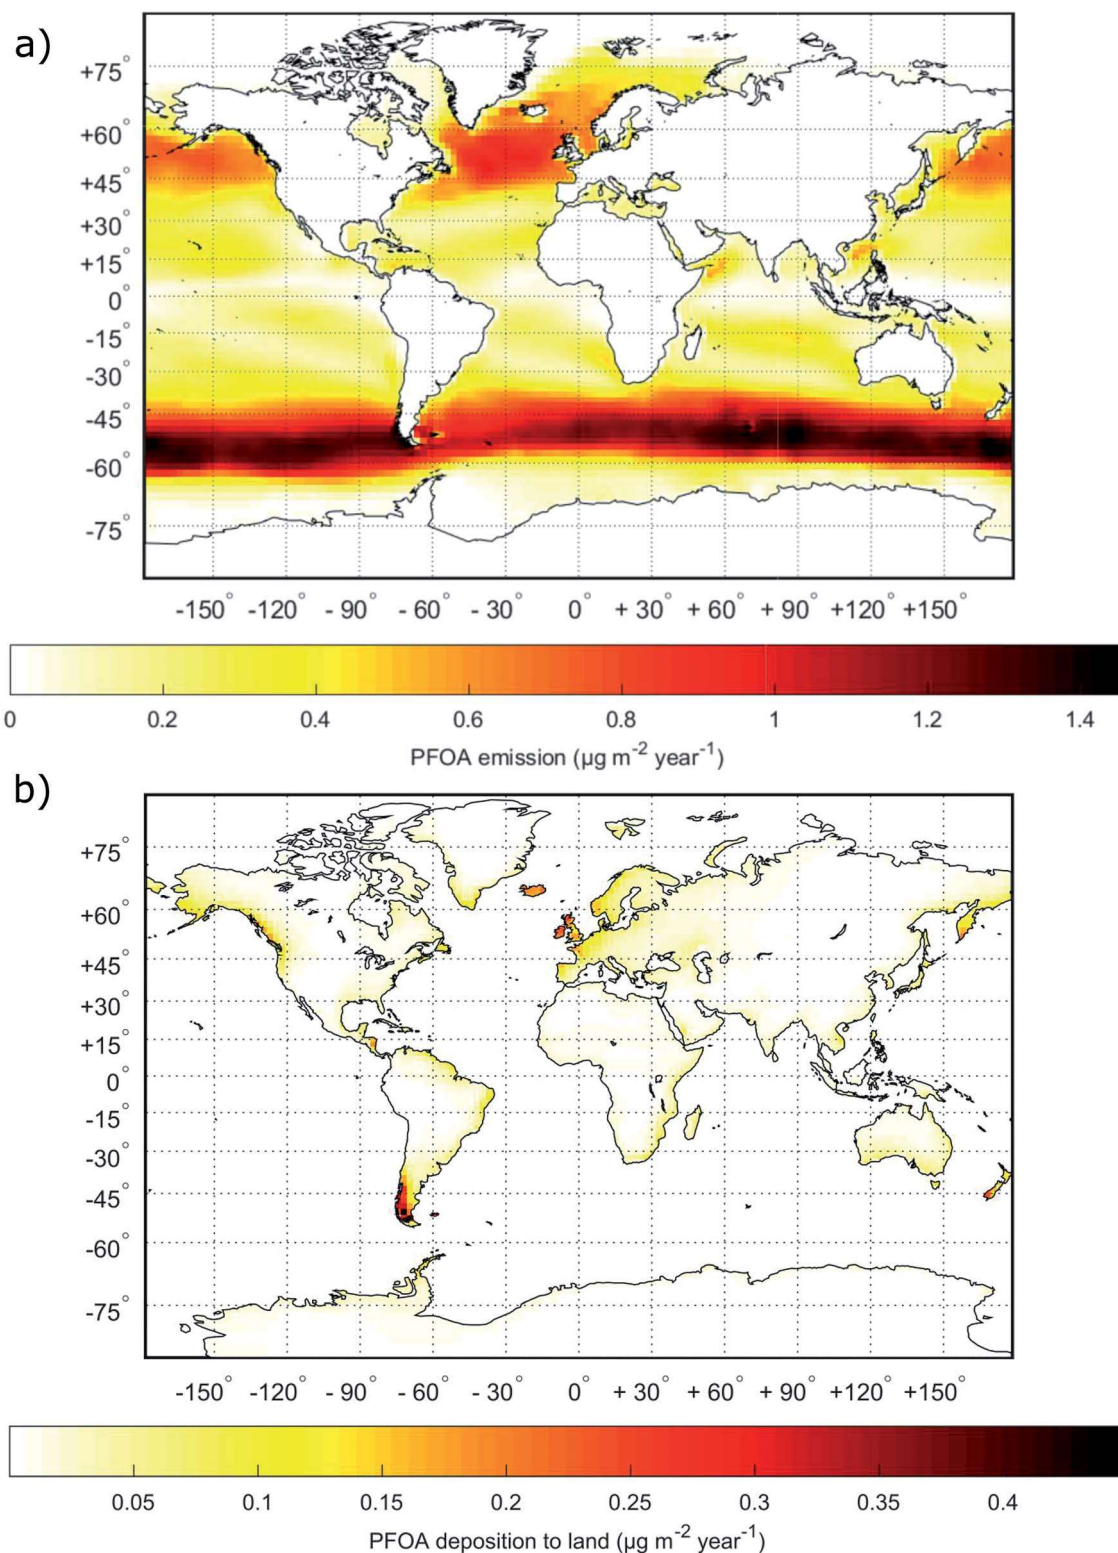 a)
+75°
+60°
+45°
+30°
+15°
0°
-15°
-30°
-45°
-60°
-75°
-150° -120° - 90° - 60° - 30° 0° + 30° + 60° + 90° +120° +150°
0 0.2 0.4 0.6 0.8 1 1.2 1.4
PFOA emission (µg m⁻² year⁻¹)
b)
+75°
+60°
+45°
+30°
+15°
0°
-15°
-30°
-45°
-60°
-75°
-150° -120° - 90° - 60° - 30° 0° + 30° + 60° + 90° +120° +150°
0.05 0.1 0.15 0.2 0.25 0.3 0.35 0.4
PFOA deposition to land (µg m⁻² year⁻¹)